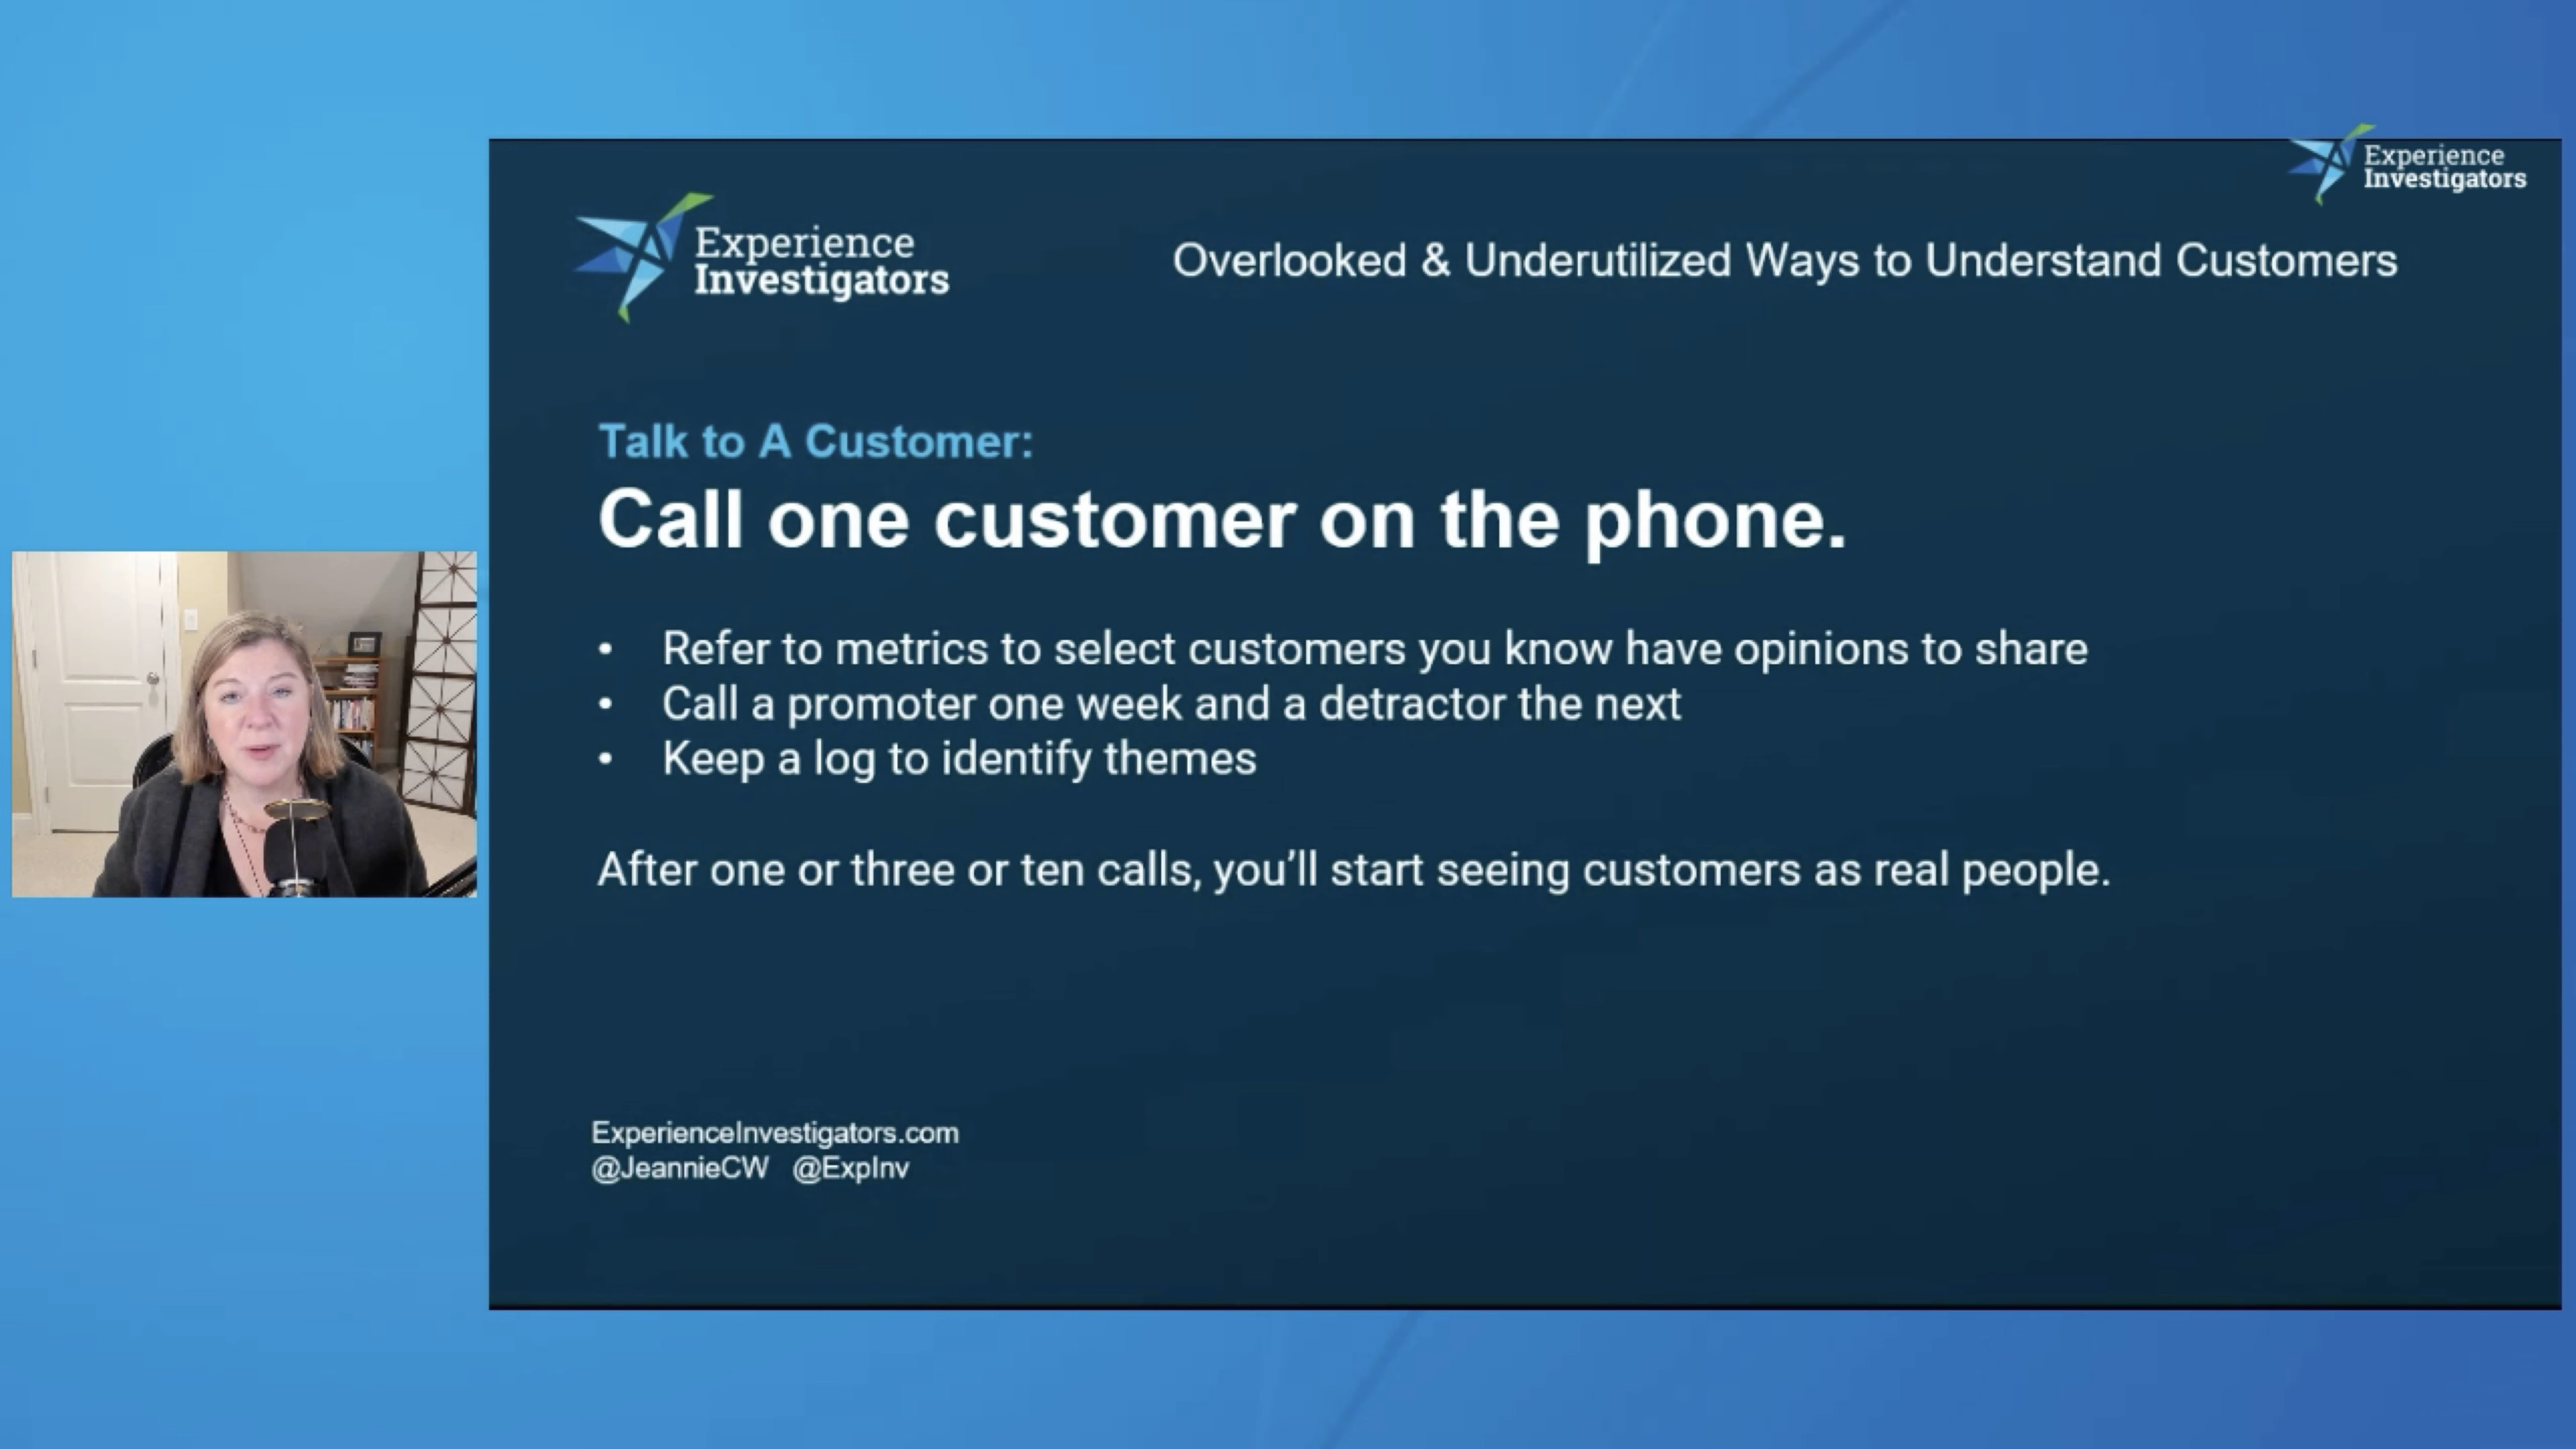 Experience
Investigators
Experience
Investigators
Overlooked & Underutilized Ways to Understand Customers
Talk to A Customer:
Call one customer on the phone.
• Refer to metrics to select customers you know have opinions to share
• Call a promoter one week and a detractor the next
• Keep a log to identify themes
After one or three or ten calls, you’ll start seeing customers as real people.
ExperienceInvestigators.com
@JeannieCW @ExpInv